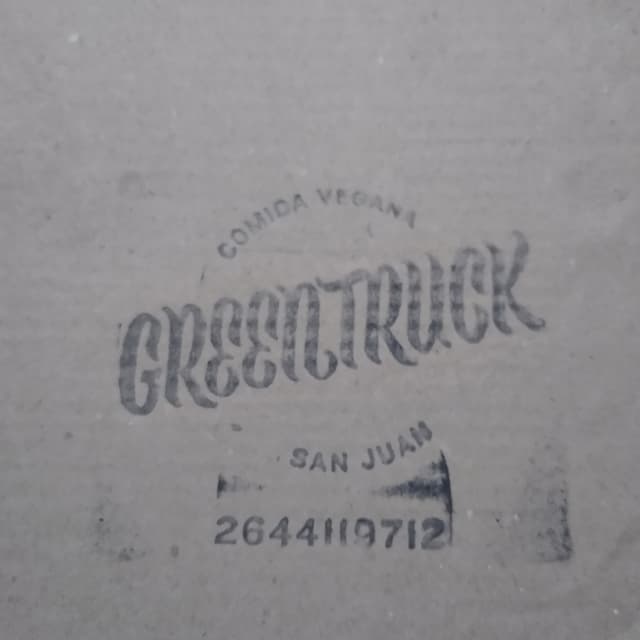 COMIDA VEGANA
GREENTRUCK
SAN JUAN
2644119712